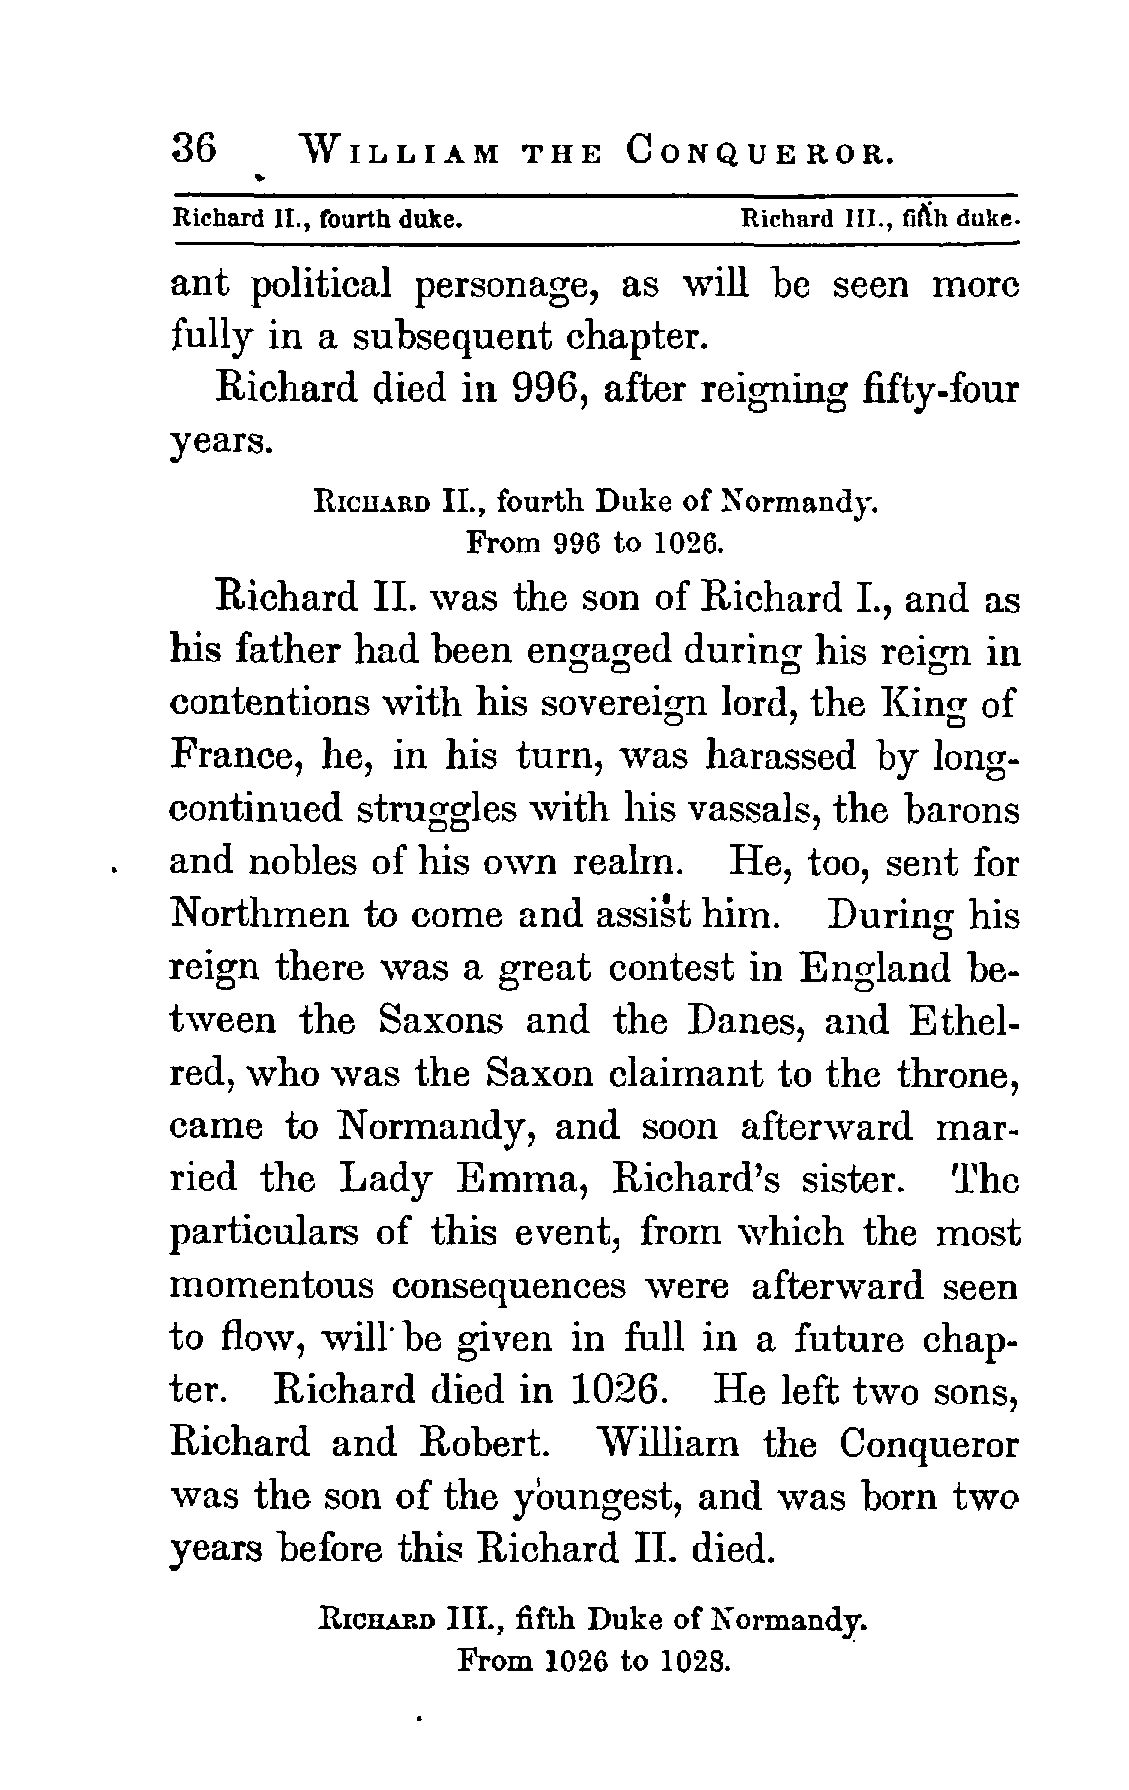 36 WILLIAM THE CONQUEROR.
Richard II., fourth duke. Richard III., fifth duke.
ant political personage, as will be seen more
fully in a subsequent chapter.
Richard died in 996, after reigning fifty-four
years.
RICHARD II., fourth Duke of Normandy.
From 996 to 1026.
Richard II. was the son of Richard I., and as
his father had been engaged during his reign in
contentions with his sovereign lord, the King of
France, he, in his turn, was harassed by long-
continued struggles with his vassals, the barons
and nobles of his own realm. He, too, sent for
Northmen to come and assist him. During his
reign there was a great contest in England be-
tween the Saxons and the Danes, and Ethel-
red, who was the Saxon claimant to the throne,
came to Normandy, and soon afterward mar-
ried the Lady Emma, Richard's sister. The
particulars of this event, from which the most
momentous consequences were afterward seen
to flow, will be given in full in a future chap-
ter. Richard died in 1026. He left two sons,
Richard and Robert. William the Conqueror
was the son of the youngest, and was born two
years before this Richard II. died.
RICHARD III., fifth Duke of Normandy.
From 1026 to 1028.